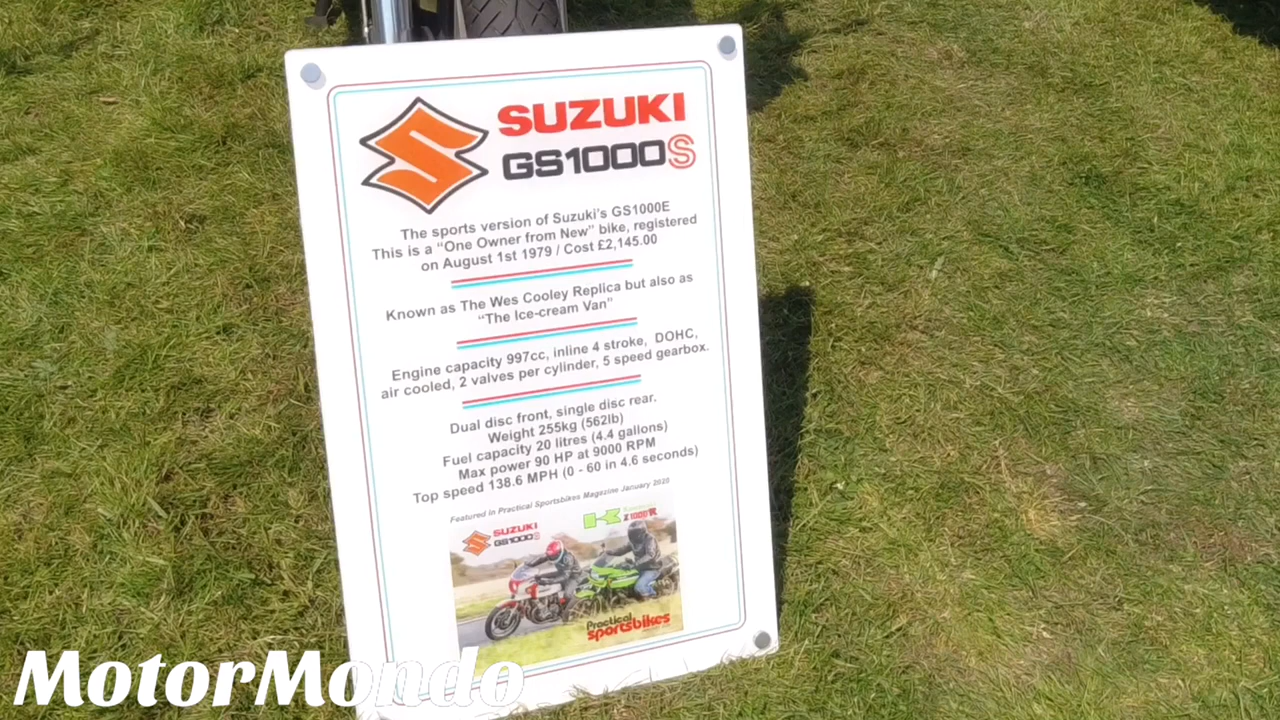 SUZUKI
GS1000S
The sports version of Suzuki's GS1000E
This is a "One Owner from New" bike, registered
on August 1st 1979 / Cost £2,145.00
Known as The Wes Cooley Replica but also as
"The Ice-cream Van"
Engine capacity 997cc, inline 4 stroke, DOHC,
air cooled, 2 valves per cylinder, 5 speed gearbox.
Dual disc front, single disc rear.
Weight 255kg (562lb)
Fuel capacity 20 litres (4.4 gallons)
Max power 90 HP at 9000 RPM
Top speed 138.6 MPH (0 - 60 in 4.6 seconds)
Featured in Practical Sportsbikes Magazine January 2025
SUZUKI
GS1000S
Kawasaki
Z1000R
Practical
sportsbikes
MotorMondo